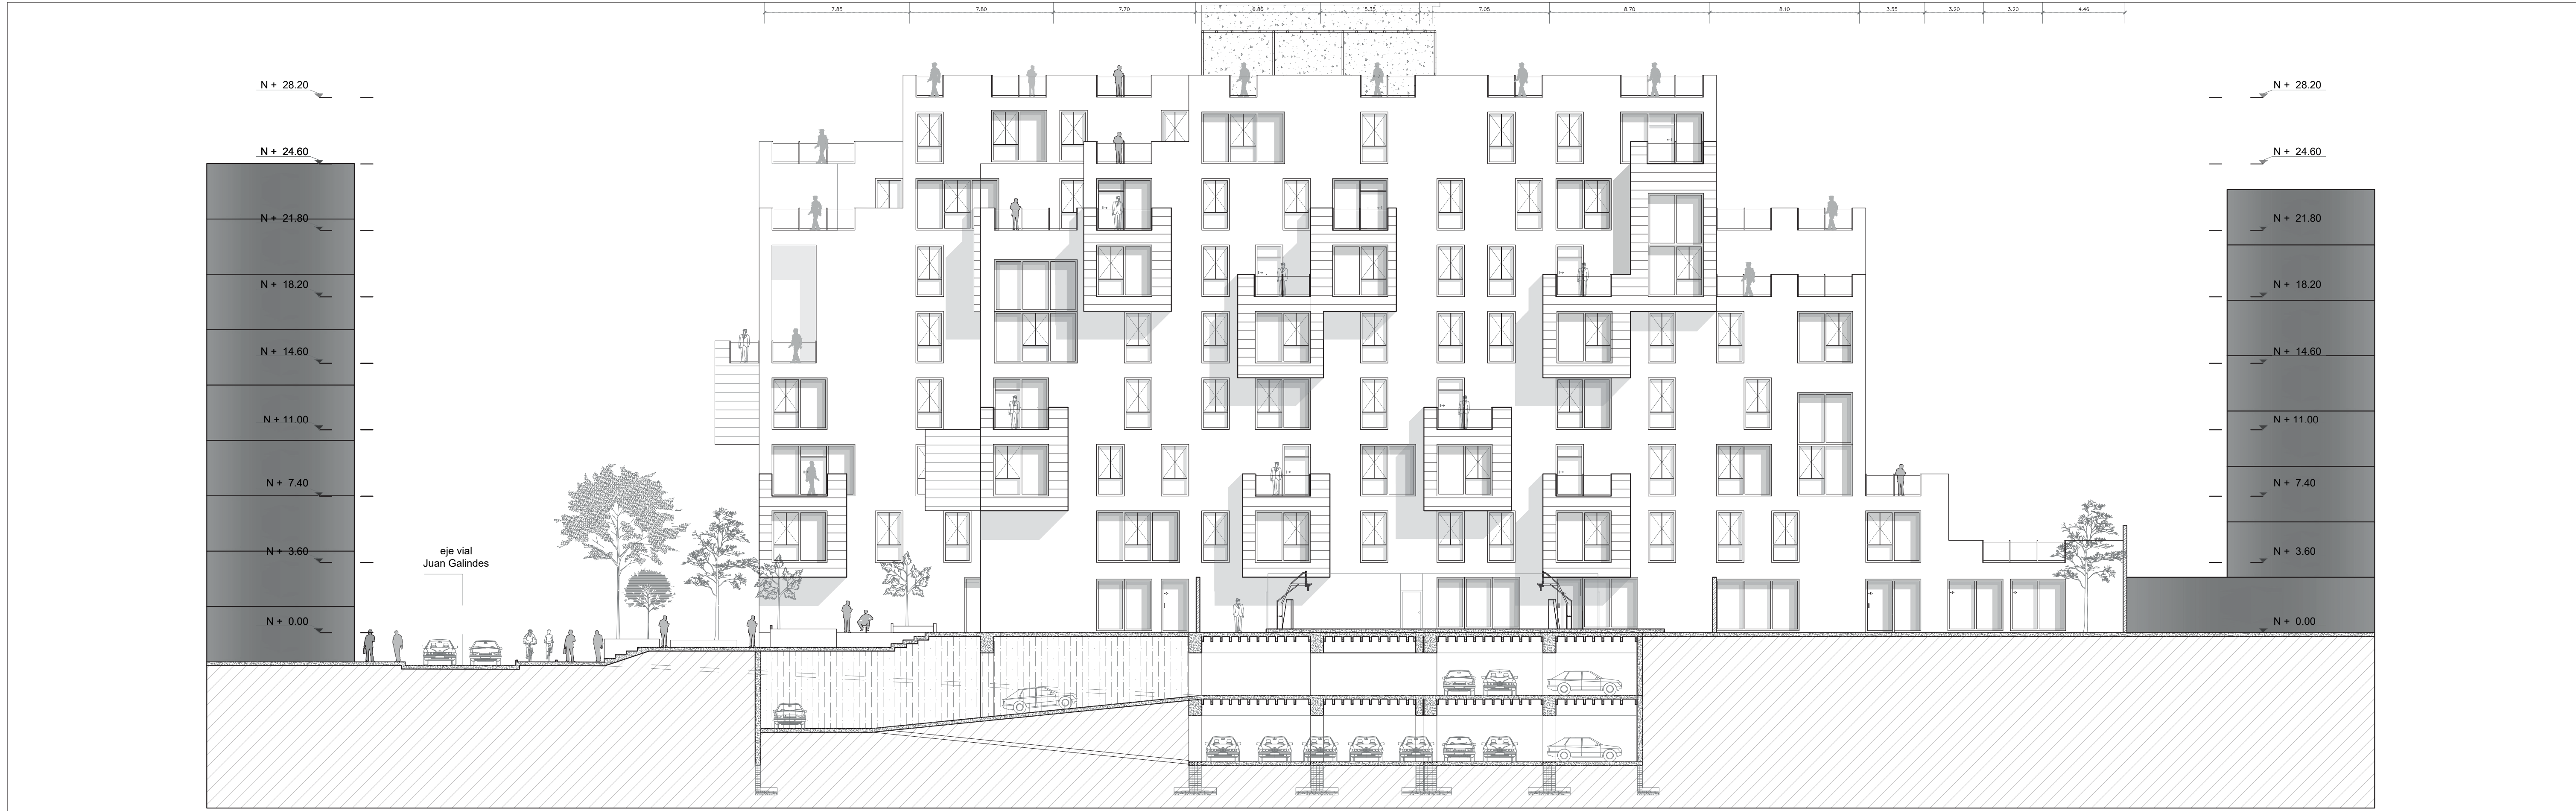 7.85 7.80 7.70 6.80 5.35 7.05 8.70 8.10 3.55 3.20 3.20 4.46
N + 28.20 N + 28.20
N + 24.60 N + 24.60
N + 21.80 N + 21.80
N + 18.20 N + 18.20
N + 14.60 N + 14.60
N + 11.00 N + 11.00
N + 7.40 N + 7.40
N + 3.60 N + 3.60
eje vial
Juan Galindes
N + 0.00 N + 0.00